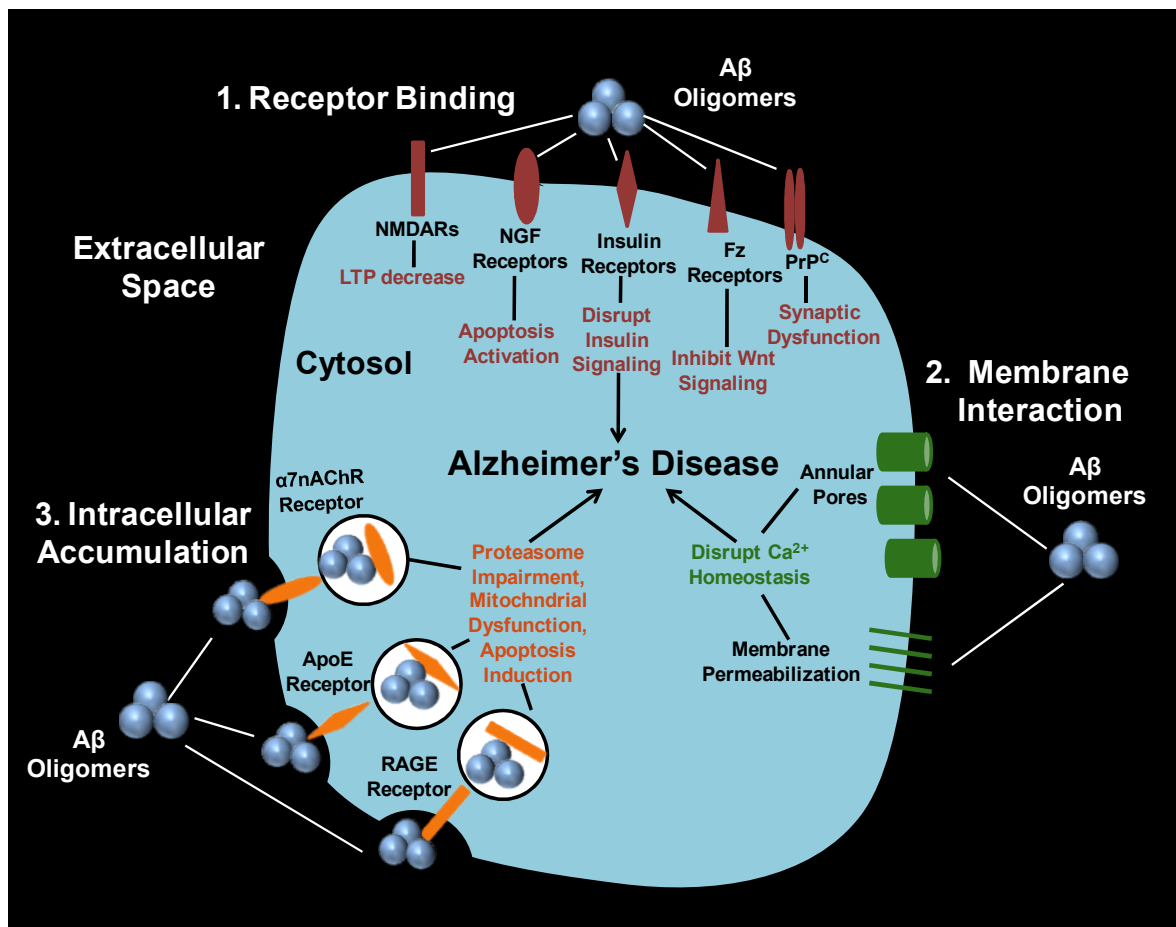 Aβ
Oligomers
1. Receptor Binding
NMDARs
LTP decrease
NGF
Receptors
Apoptosis
Activation
Insulin
Receptors
Disrupt
Insulin
Signaling
Fz
Receptors
Inhibit Wnt
Signaling
PrPᶜ
Synaptic
Dysfunction
Extracellular
Space
Cytosol
2. Membrane
Interaction
Alzheimer's Disease
Annular
Pores
Aβ
Oligomers
Disrupt Ca²⁺
Homeostasis
Membrane
Permeabilization
α7nAChR
Receptor
3. Intracellular
Accumulation
Proteasome
Impairment,
Mitochndrial
Dysfunction,
Apoptosis
Induction
ApoE
Receptor
Aβ
Oligomers
RAGE
Receptor